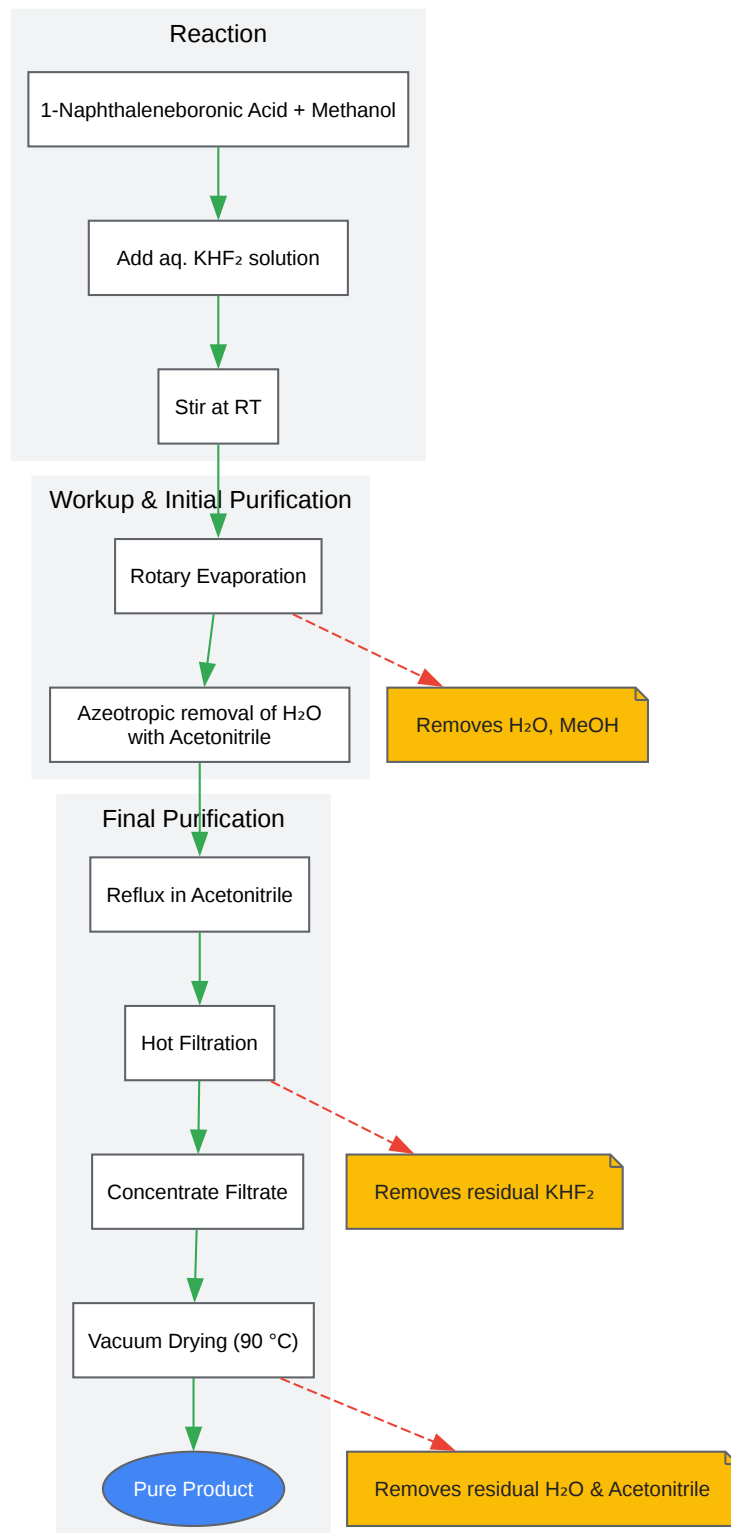 Reaction
1-Naphthaleneboronic Acid + Methanol
Add aq. KHF₂ solution
Stir at RT
Workup & Initial Purification
Rotary Evaporation
Azeotropic removal of H₂O
with Acetonitrile
Removes H₂O, MeOH
Final Purification
Reflux in Acetonitrile
Hot Filtration
Concentrate Filtrate
Removes residual KHF₂
Vacuum Drying (90 °C)
Pure Product
Removes residual H₂O & Acetonitrile